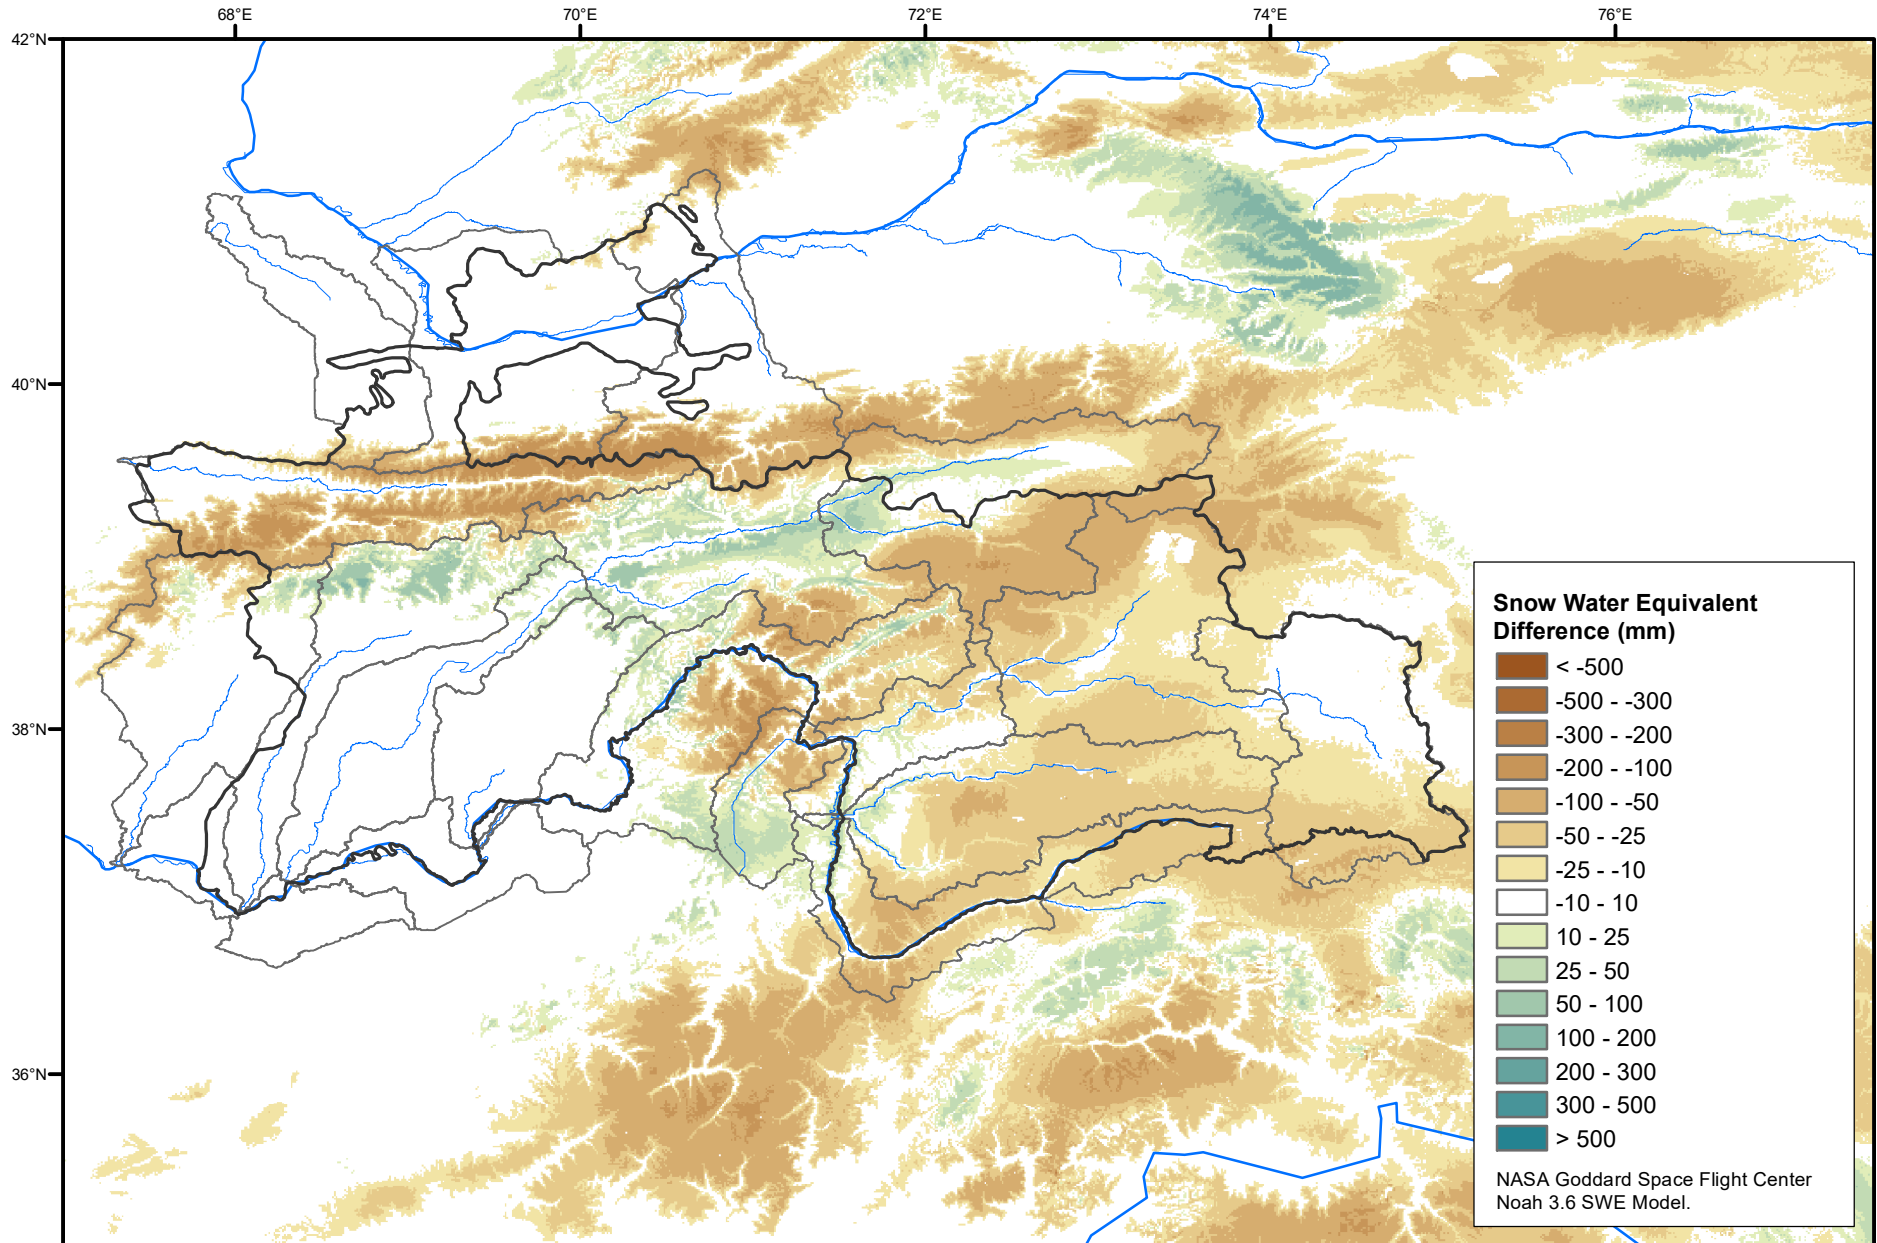 68°E
70°E
72°E
74°E
76°E
42°N
40°N
38°N
36°N
Snow Water Equivalent
Difference (mm)
< -500
-500 - -300
-300 - -200
-200 - -100
-100 - -50
-50 - -25
-25 - -10
-10 - 10
10 - 25
25 - 50
50 - 100
100 - 200
200 - 300
300 - 500
> 500
NASA Goddard Space Flight Center
Noah 3.6 SWE Model.